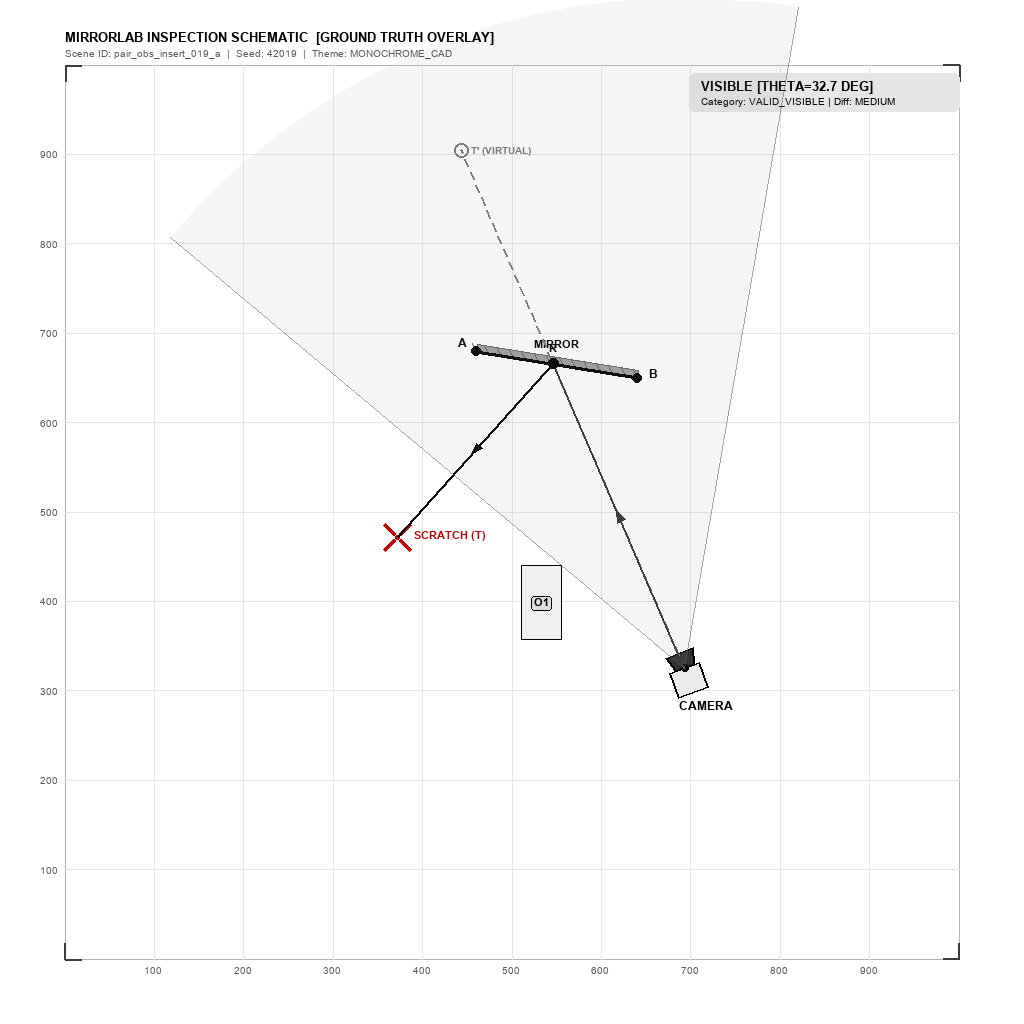 MIRRORLAB INSPECTION SCHEMATIC [GROUND TRUTH OVERLAY]
Scene ID: pair_obs_insert_019_a | Seed: 42019 | Theme: MONOCHROME_CAD
VISIBLE [THETA=32.7 DEG]
Category: VALID_VISIBLE | Diff: MEDIUM
T' (VIRTUAL)
MIRROR
R
A
B
SCRATCH (T)
O1
CAMERA
900
800
700
600
500
400
300
200
100
100 200 300 400 500 600 700 800 900